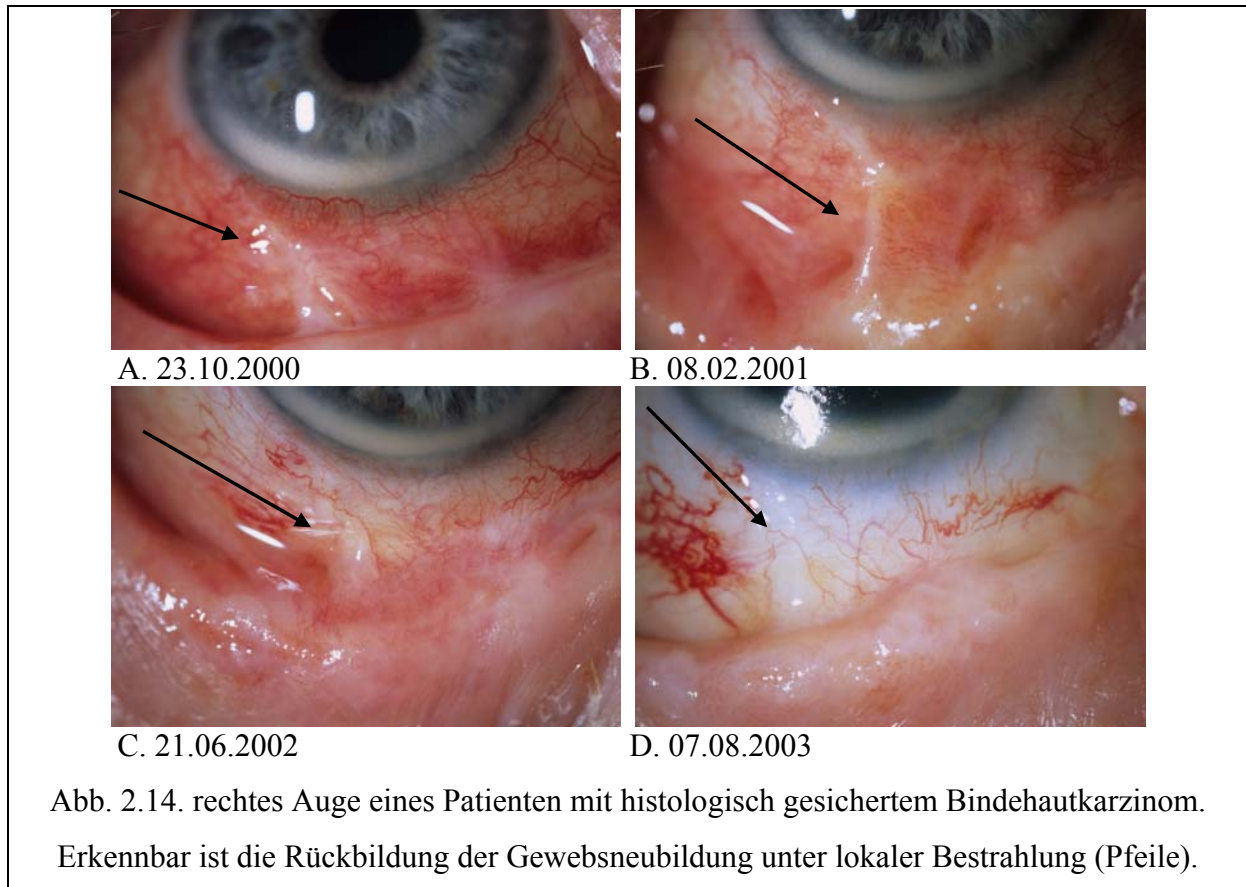 A. 23.10.2000
B. 08.02.2001
C. 21.06.2002
D. 07.08.2003
Abb. 2.14. rechtes Auge eines Patienten mit histologisch gesichertem Bindehautkarzinom.
Erkennbar ist die Rückbildung der Gewebsneubildung unter lokaler Bestrahlung (Pfeile).